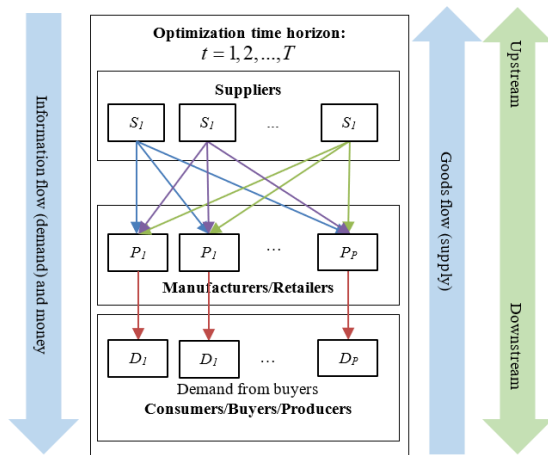 Optimization time horizon:
t = 1, 2, ..., T
Suppliers
S1 S1 ... S1
P1 P1 ... PP
Manufacturers/Retailers
D1 D1 ... DP
Demand from buyers
Consumers/Buyers/Producers
Information flow (demand) and money
Goods flow (supply)
Upstream
Downstream